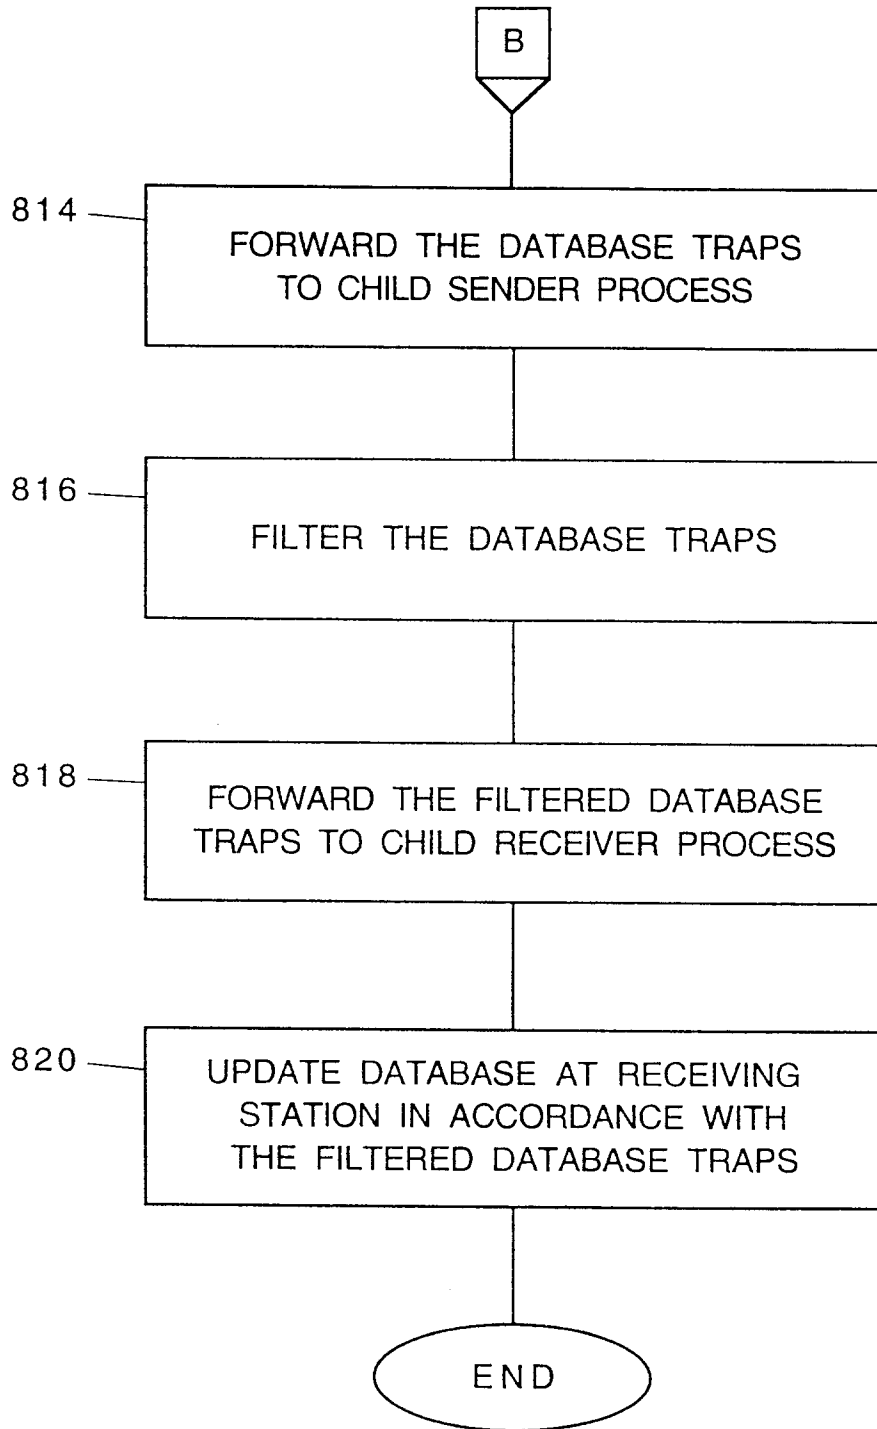 B
814
FORWARD THE DATABASE TRAPS
TO CHILD SENDER PROCESS
816
FILTER THE DATABASE TRAPS
818
FORWARD THE FILTERED DATABASE
TRAPS TO CHILD RECEIVER PROCESS
820
UPDATE DATABASE AT RECEIVING
STATION IN ACCORDANCE WITH
THE FILTERED DATABASE TRAPS
END